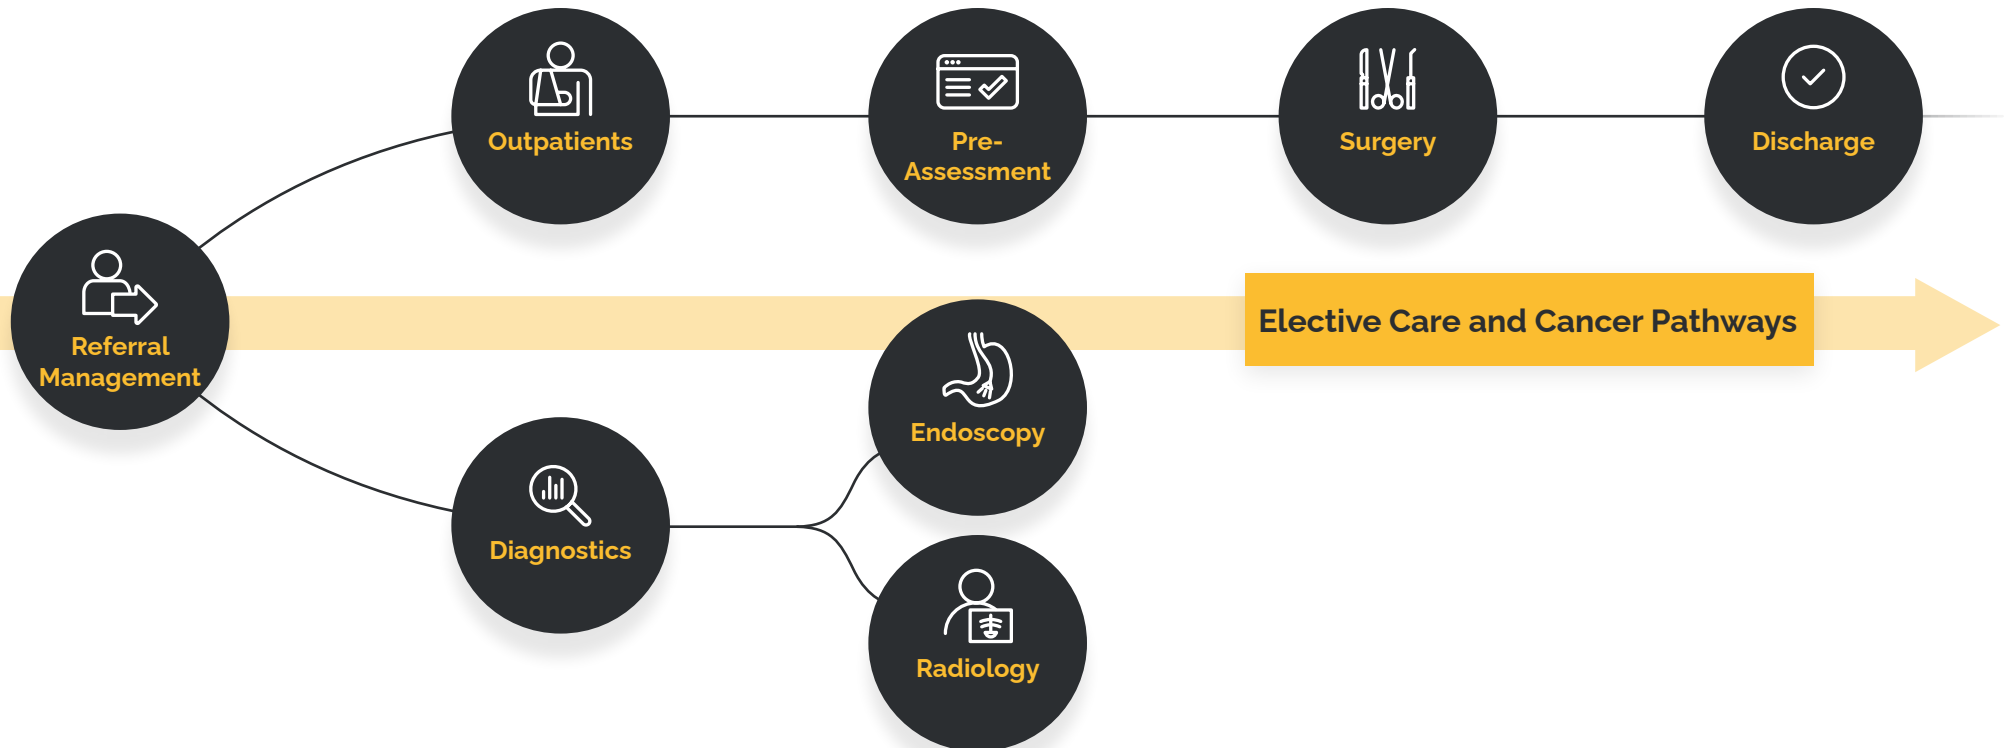 Outpatients
Pre-
Assessment
Surgery
Discharge
Referral
Management
Elective Care and Cancer Pathways
Endoscopy
Diagnostics
Radiology